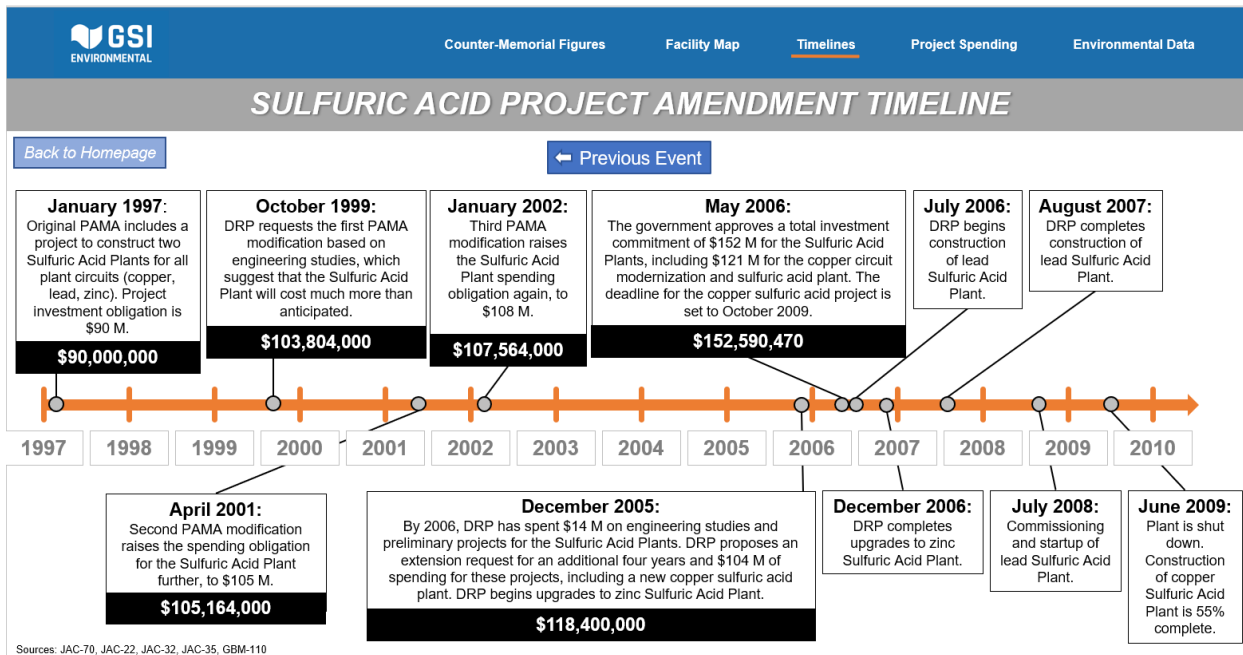 GSI
ENVIRONMENTAL
Counter-Memorial Figures
Facility Map
Timelines
Project Spending
Environmental Data
SULFURIC ACID PROJECT AMENDMENT TIMELINE
Back to Homepage
Previous Event
January 1997:
Original PAMA includes a
project to construct two
Sulfuric Acid Plants for all
plant circuits (copper,
lead, zinc). Project
investment obligation is
$90 M.
$90,000,000
October 1999:
DRP requests the first PAMA
modification based on
engineering studies, which
suggest that the Sulfuric Acid
Plant will cost much more than
anticipated.
$103,804,000
January 2002:
Third PAMA
modification raises
the Sulfuric Acid
Plant spending
obligation again, to
$108 M.
$107,564,000
May 2006:
The government approves a total investment
commitment of $152 M for the Sulfuric Acid
Plants, including $121 M for the copper circuit
modernization and sulfuric acid plant. The
deadline for the copper sulfuric acid project is
set to October 2009.
$152,590,470
July 2006:
DRP begins
construction
of lead
Sulfuric Acid
Plant.
August 2007:
DRP completes
construction of
lead Sulfuric Acid
Plant.
1997
1998
1999
2000
2001
2002
2003
2004
2005
2006
2007
2008
2009
2010
April 2001:
Second PAMA modification
raises the spending obligation
for the Sulfuric Acid Plant
further, to $105 M.
$105,164,000
December 2005:
By 2006, DRP has spent $14 M on engineering studies and
preliminary projects for the Sulfuric Acid Plants. DRP proposes an
extension request for an additional four years and $104 M of
spending for these projects, including a new copper sulfuric acid
plant. DRP begins upgrades to zinc Sulfuric Acid Plant.
$118,400,000
December 2006:
DRP completes
upgrades to zinc
Sulfuric Acid Plant.
July 2008:
Commissioning
and startup of
lead Sulfuric Acid
Plant.
June 2009:
Plant is shut
down.
Construction
of copper
Sulfuric Acid
Plant is 55%
complete.
Sources: JAC-70, JAC-22, JAC-32, JAC-35, GBM-110